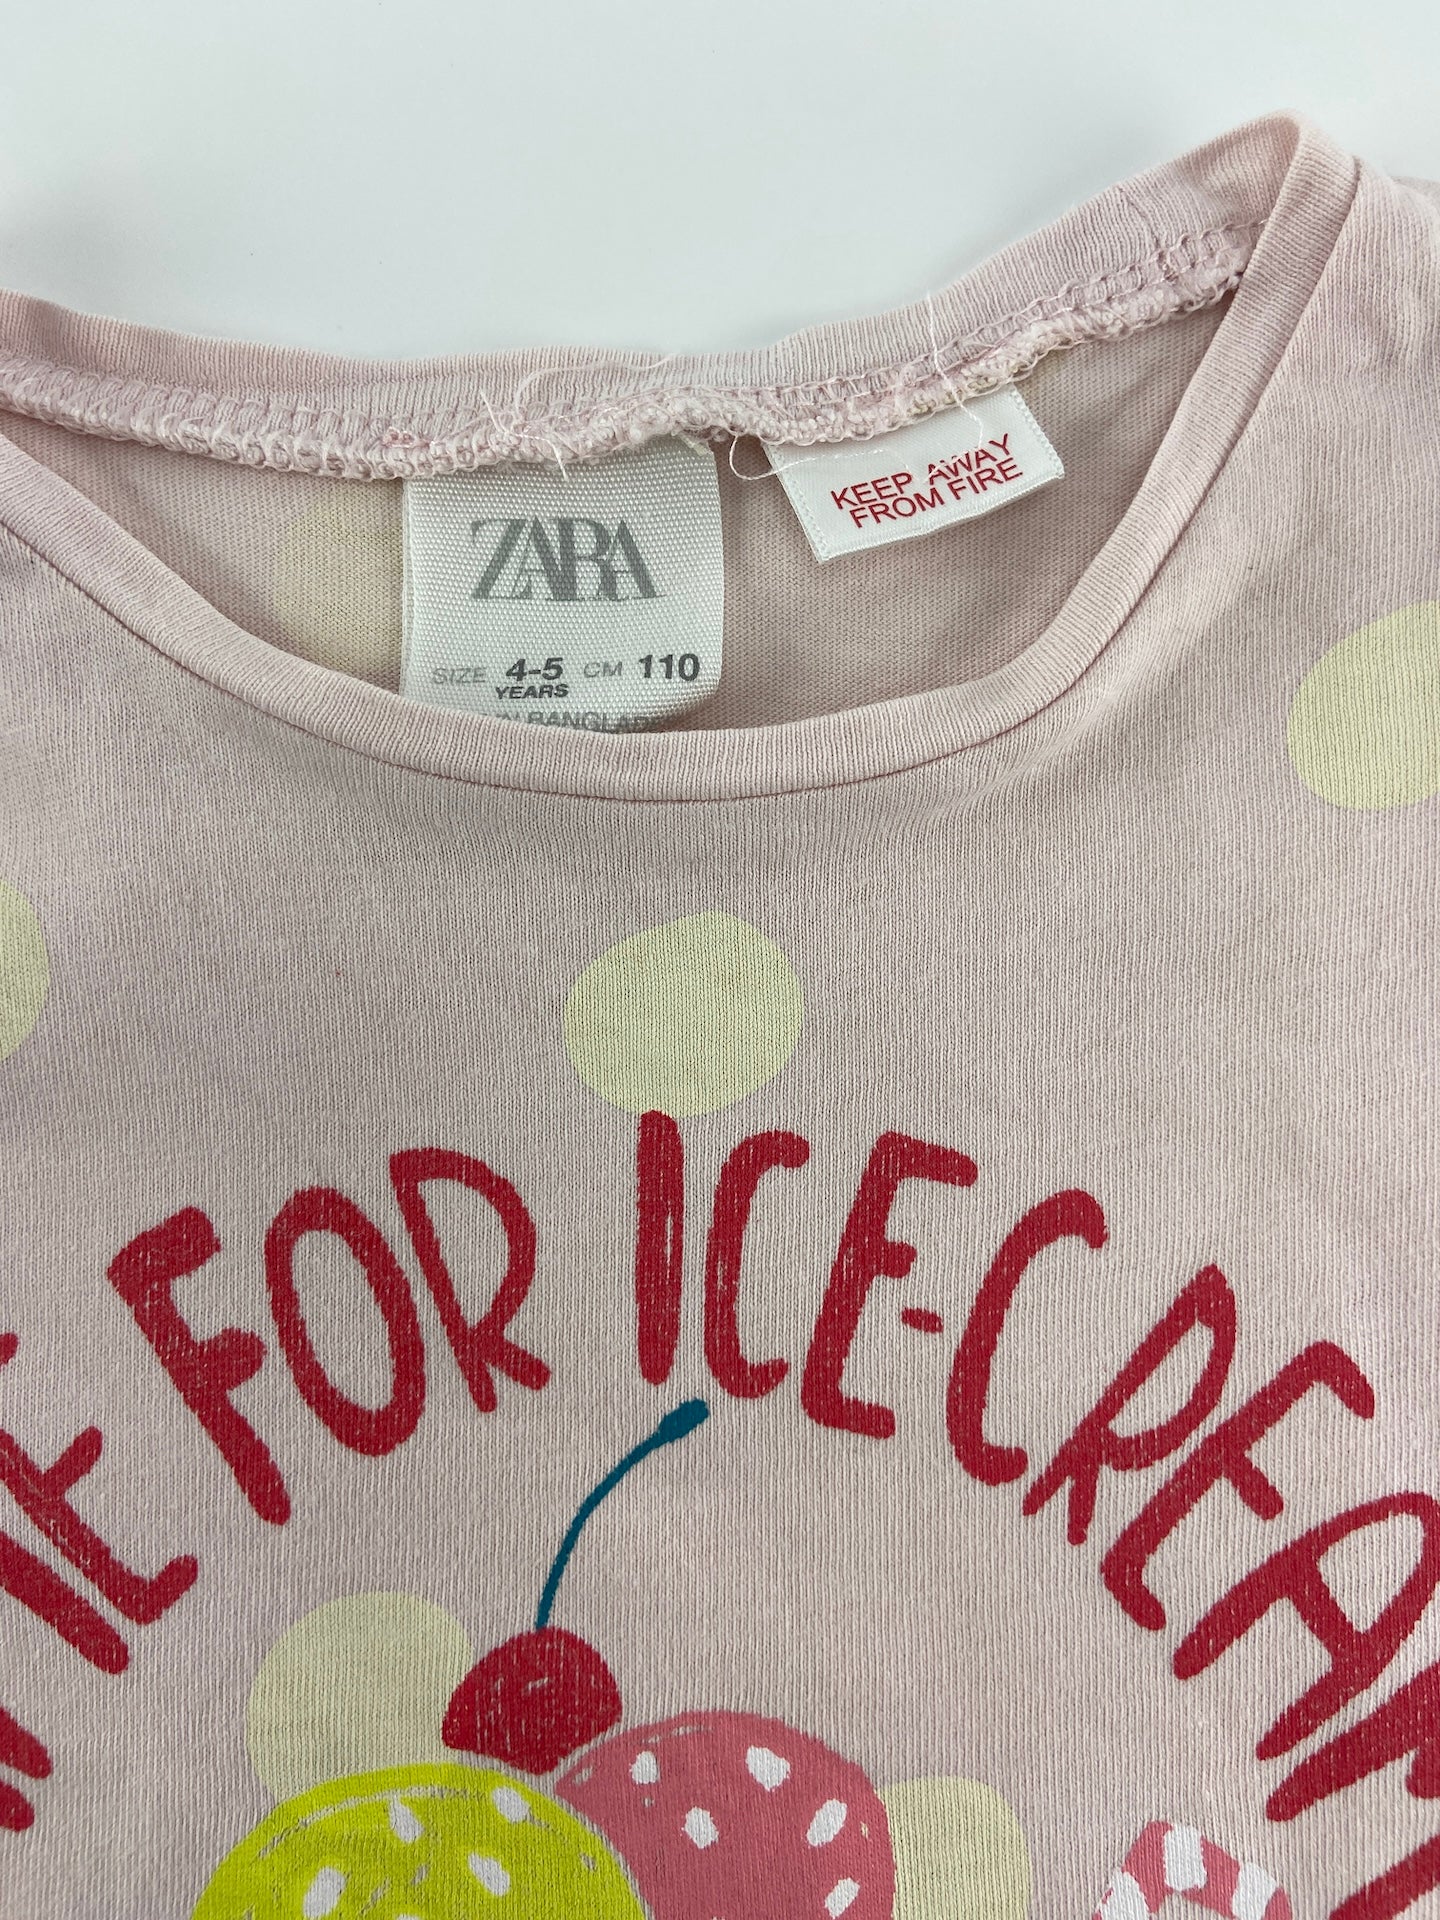 ZARA
SIZE 4-5 CM 110
YEARS
KEEP AWAY
FROM FIRE
FOR ICE-CREAM